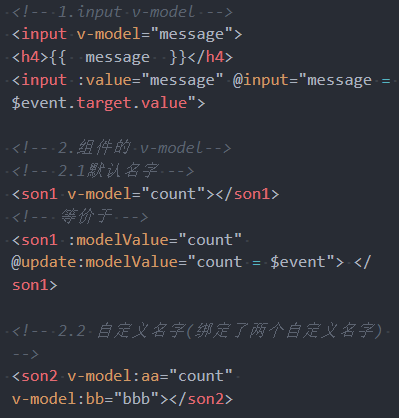 <!-- 1.input v-model -->
<input v-model="message">
<h4>{{  message  }}</h4>
<input :value="message" @input="message =
$event.target.value">
<!-- 2.组件的 v-model-->
<!-- 2.1默认名字 -->
<son1 v-model="count"></son1>
<!-- 等价于 -->
<son1 :modelValue="count"
@update:modelValue="count = $event"> </
son1>
<!-- 2.2 自定义名字(绑定了两个自定义名字)
-->
<son2 v-model:aa="count"
v-model:bb="bbb"></son2>